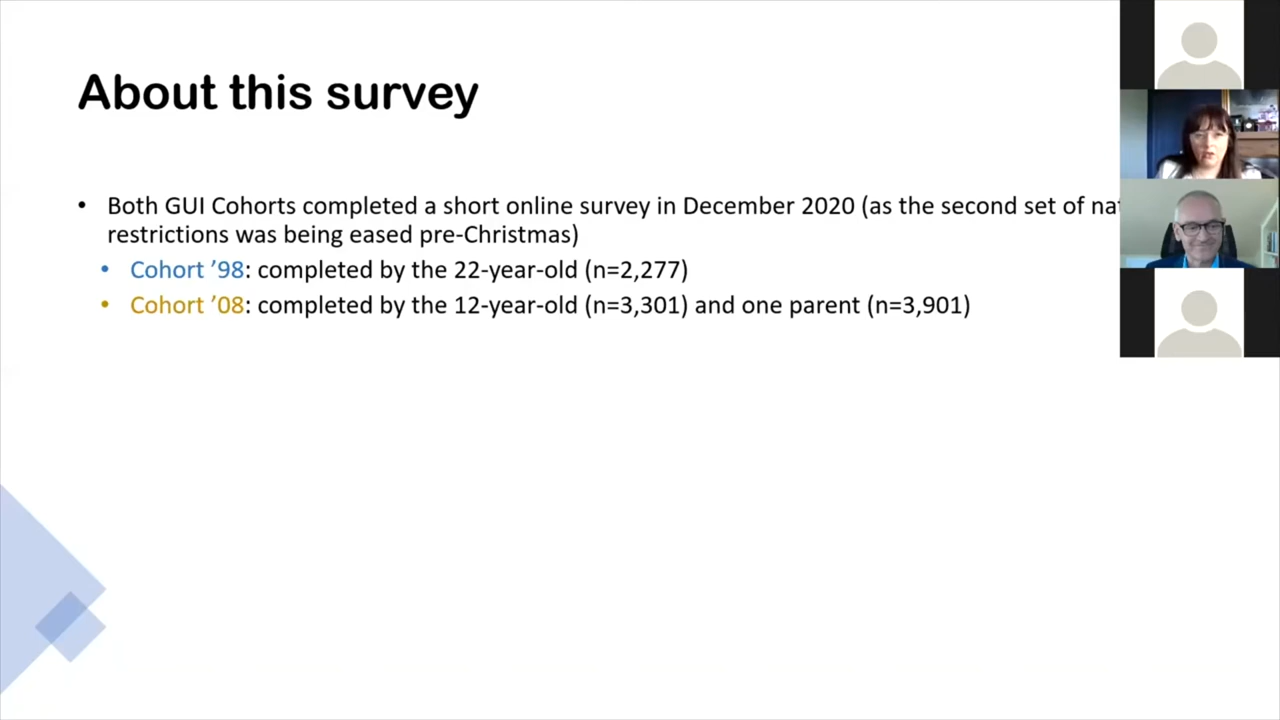 About this survey
• Both GUI Cohorts completed a short online survey in December 2020 (as the second set of
restrictions was being eased pre-Christmas)
• Cohort ’98: completed by the 22-year-old (n=2,277)
• Cohort ’08: completed by the 12-year-old (n=3,301) and one parent (n=3,901)